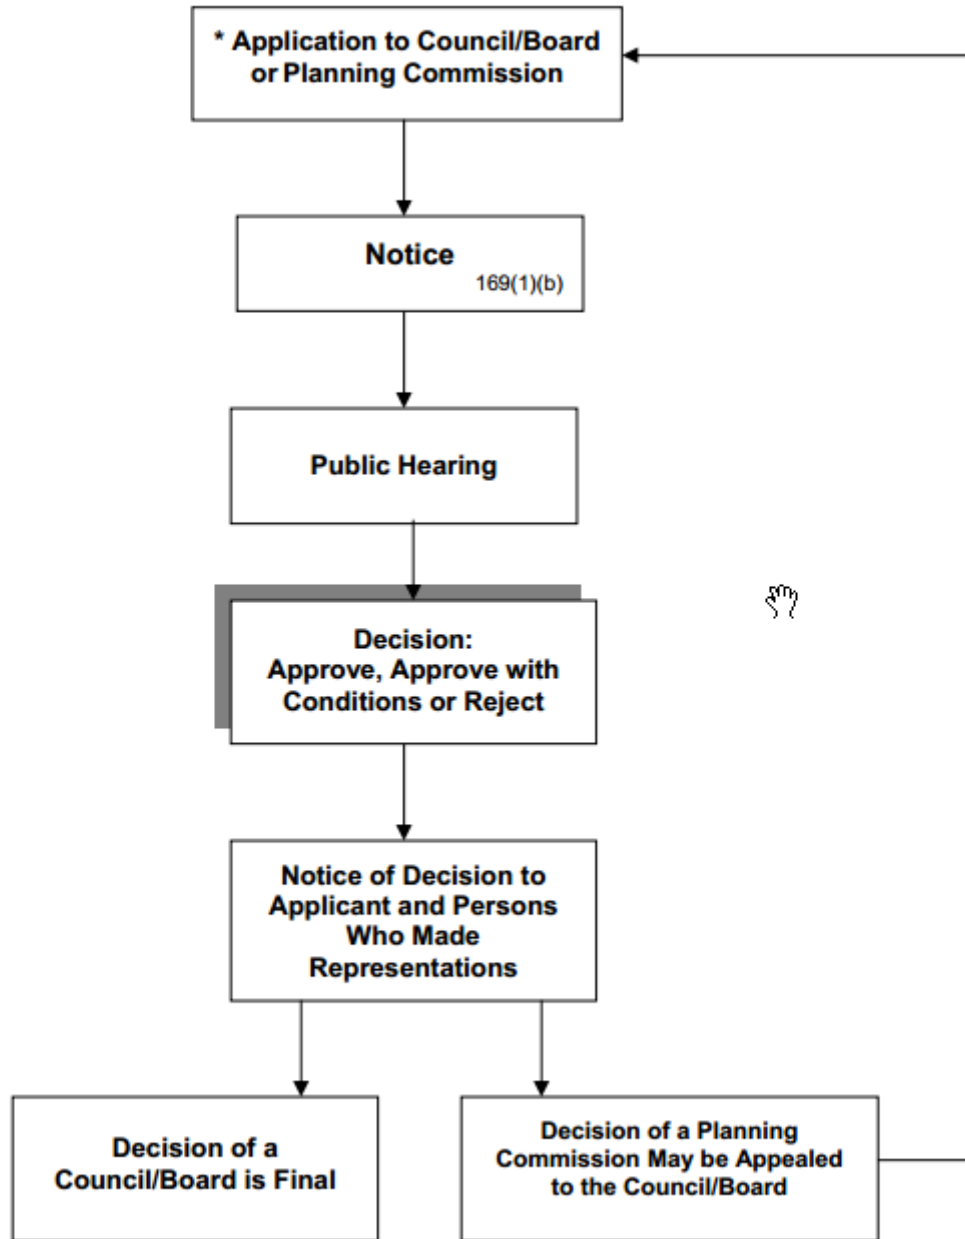 * Application to Council/Board
or Planning Commission
Notice
169(1)(b)
Public Hearing
Decision:
Approve, Approve with
Conditions or Reject
Notice of Decision to
Applicant and Persons
Who Made
Representations
Decision of a
Council/Board is Final
Decision of a Planning
Commission May be Appealed
to the Council/Board